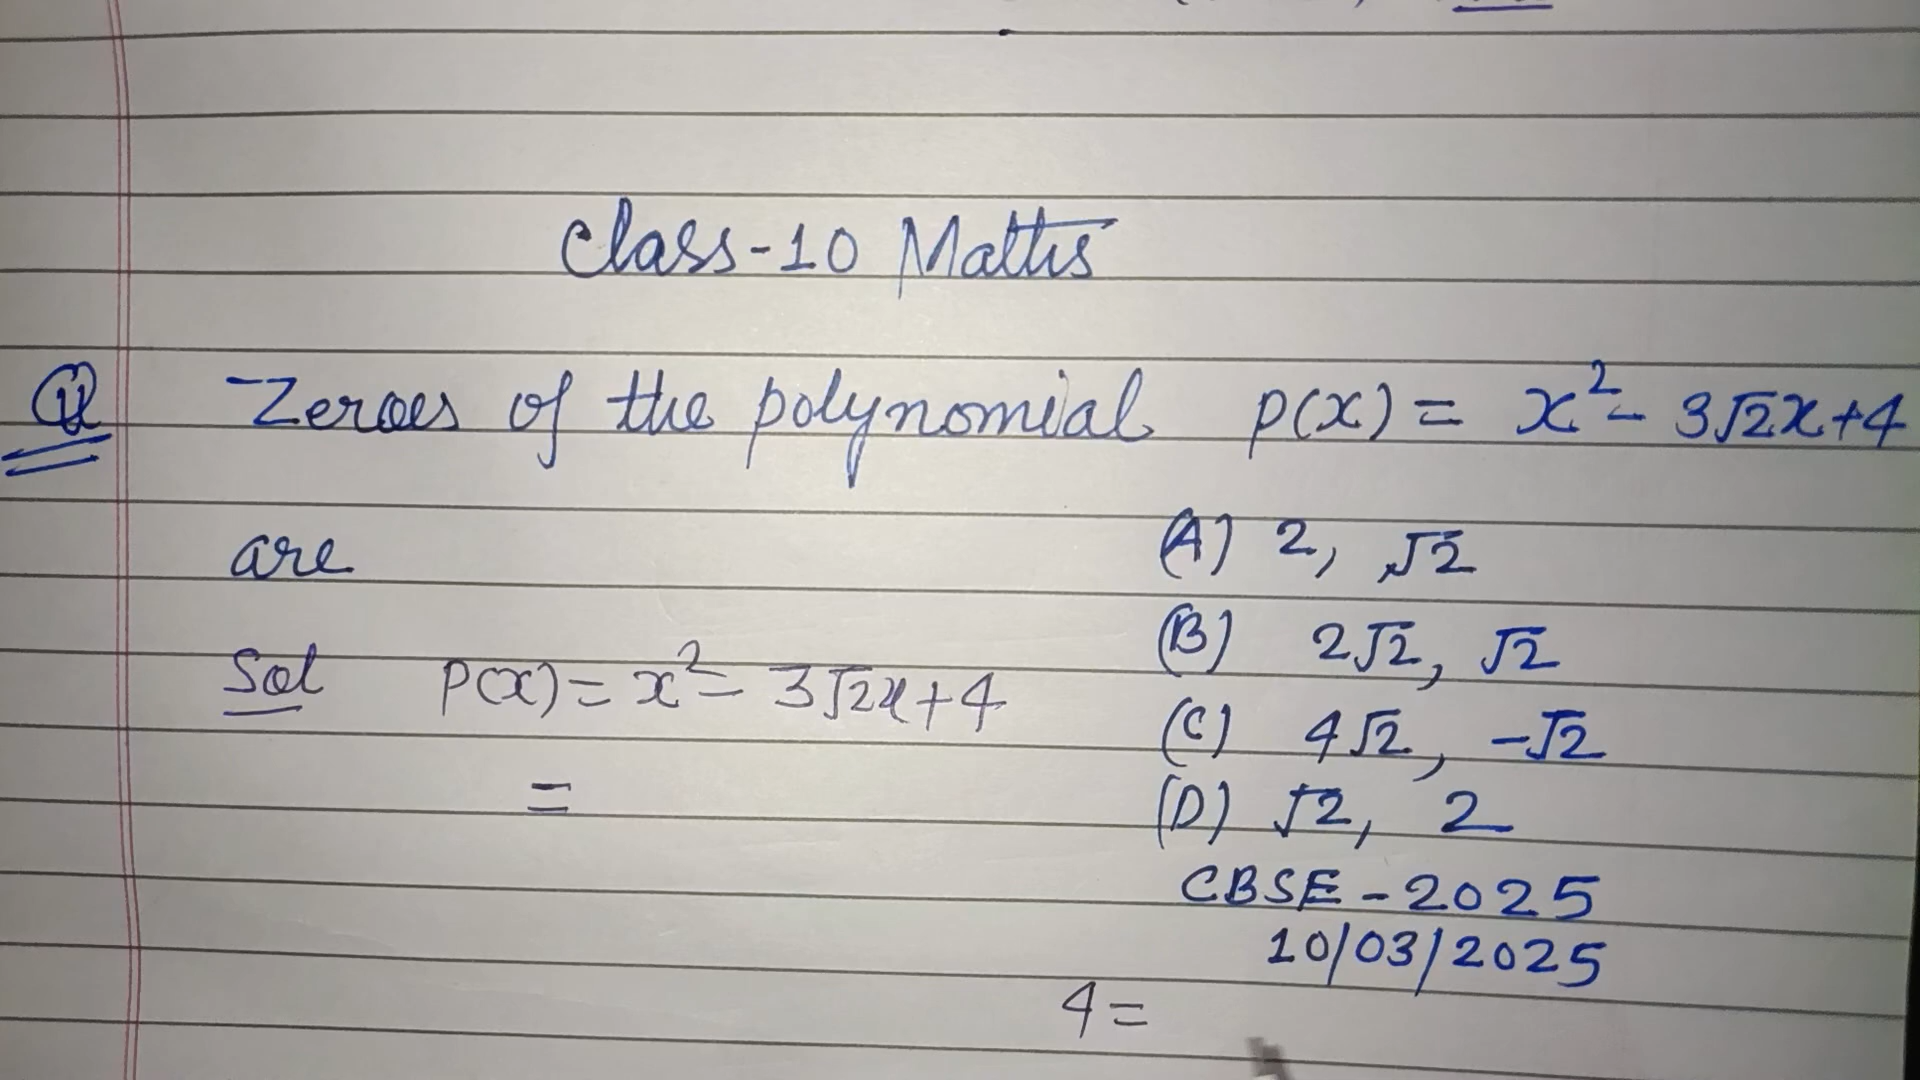 Class-10 Maths
Q Zeroes of the polynomial p(x) = x² - 3√2x+4
are
(A) 2, √2
(B) 2√2, √2
Sol P(x) = x² - 3√2x+4
(C) 4√2, -√2
=
(D) √2, 2
CBSE - 2025
10/03/2025
4 =